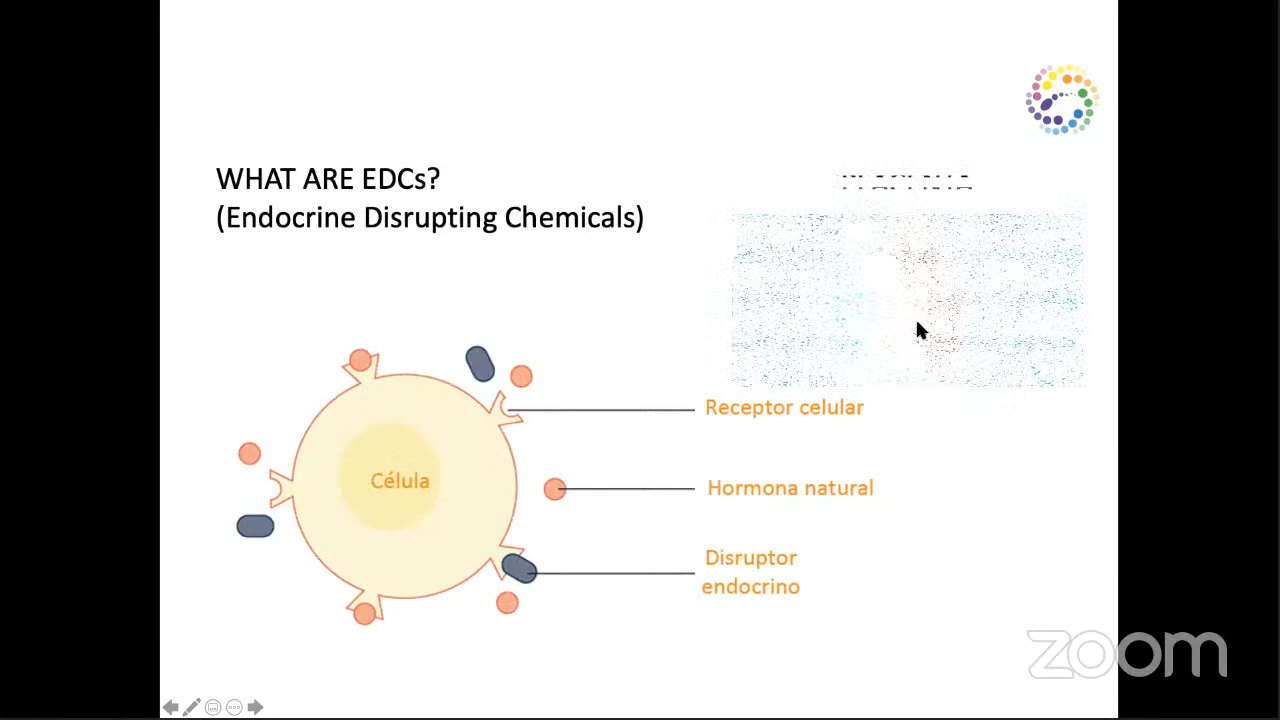 WHAT ARE EDCs?
(Endocrine Disrupting Chemicals)
Receptor celular
Célula
Hormona natural
Disruptor
endocrino
zoom